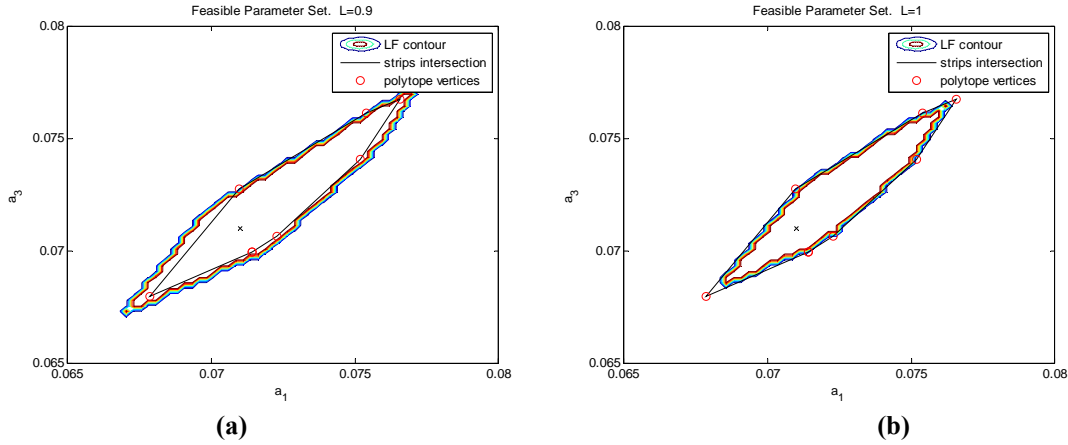 Feasible Parameter Set. L=0.9
0.08
LF contour
strips intersection
polytope vertices
0.075
a3
0.07
0.065
0.065
0.07
0.075
0.08
a1
(a)
Feasible Parameter Set. L=1
0.08
LF contour
strips intersection
polytope vertices
0.075
a3
0.07
0.065
0.065
0.07
0.075
0.08
a1
(b)